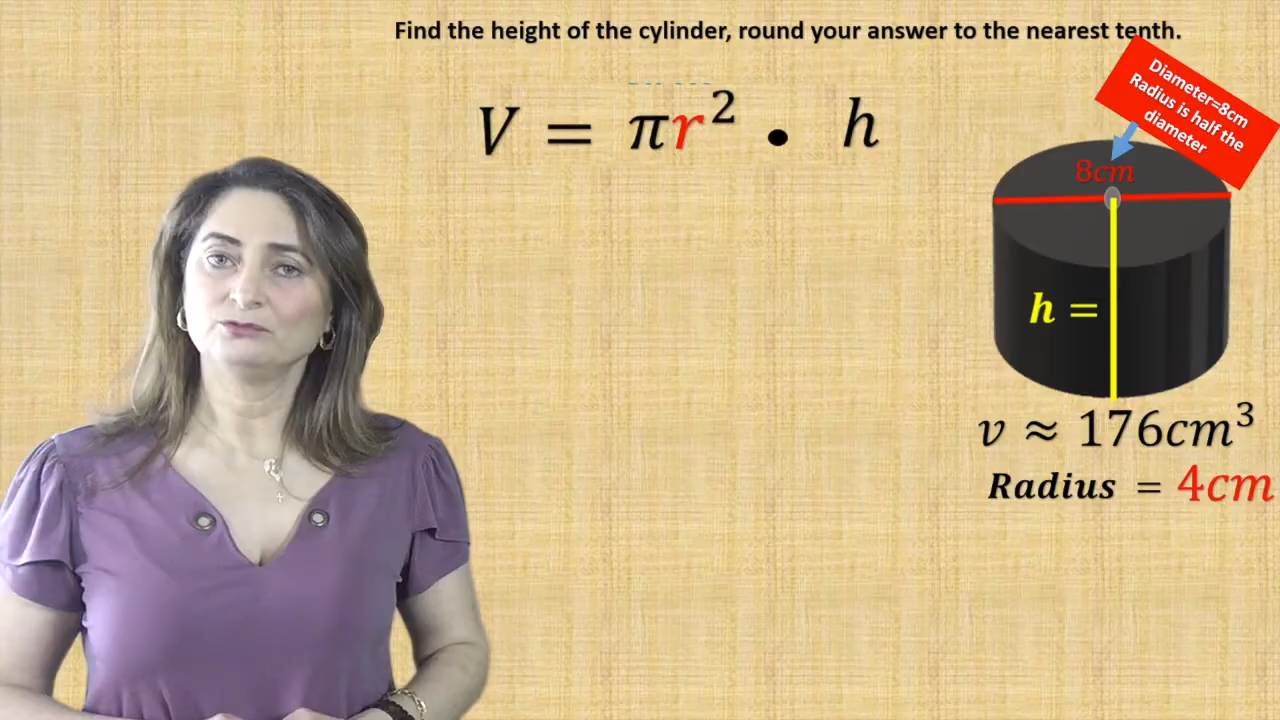 Find the height of the cylinder, round your answer to the nearest tenth.
V = πr² • h
Diameter=8cm
Radius is half the
diameter
8cm
h =
v ≈ 176cm³
Radius = 4cm